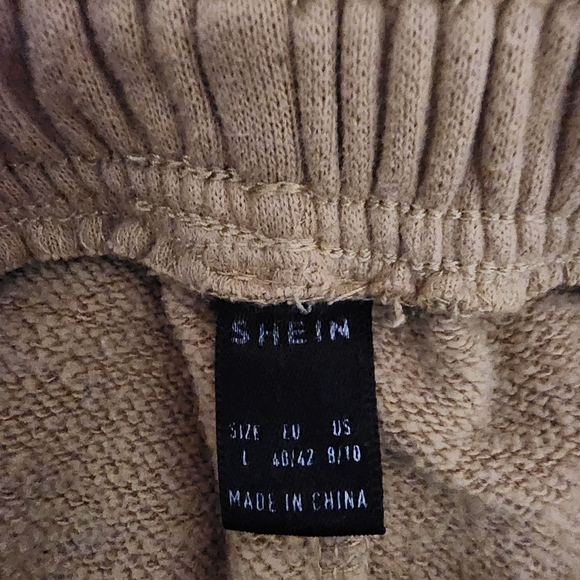 SHEIN
SIZE EU US
L 40/42 8/10
MADE IN CHINA